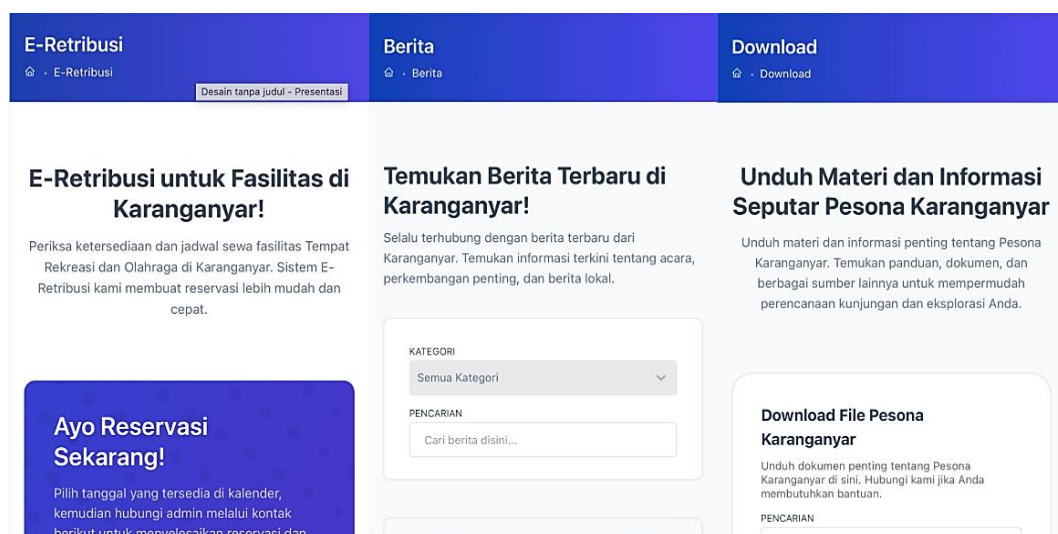 E-Retribusi
E-Retribusi
Desain tanpa judul - Presentasi
E-Retribusi untuk Fasilitas di
Karanganyar!
Periksa ketersediaan dan jadwal sewa fasilitas Tempat
Rekreasi dan Olahraga di Karanganyar. Sistem E-
Retribusi kami membuat reservasi lebih mudah dan
cepat.
Ayo Reservasi
Sekarang!
Pilih tanggal yang tersedia di kalender,
kemudian hubungi admin melalui kontak
berikut untuk menyelesaikan reservasi dan
Berita
Berita
Temukan Berita Terbaru di
Karanganyar!
Selalu terhubung dengan berita terbaru dari
Karanganyar. Temukan informasi terkini tentang acara,
perkembangan penting, dan berita lokal.
KATEGORI
Semua Kategori
PENCARIAN
Cari berita disini...
Download
Download
Unduh Materi dan Informasi
Seputar Pesona Karanganyar
Unduh materi dan informasi penting tentang Pesona
Karanganyar. Temukan panduan, dokumen, dan
berbagai sumber lainnya untuk mempermudah
perencanaan kunjungan dan eksplorasi Anda.
Download File Pesona
Karanganyar
Unduh dokumen penting tentang Pesona
Karanganyar di sini. Hubungi kami jika Anda
membutuhkan bantuan.
PENCARIAN